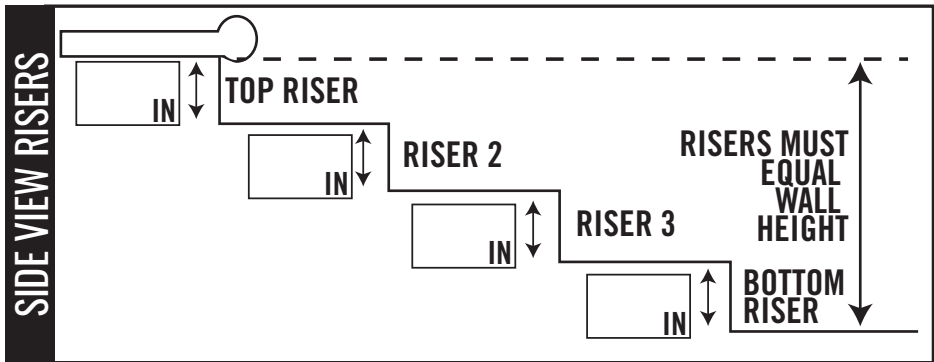 SIDE VIEW RISERS
IN
TOP RISER
IN
RISER 2
IN
RISER 3
IN
BOTTOM
RISER
RISERS MUST
EQUAL
WALL
HEIGHT